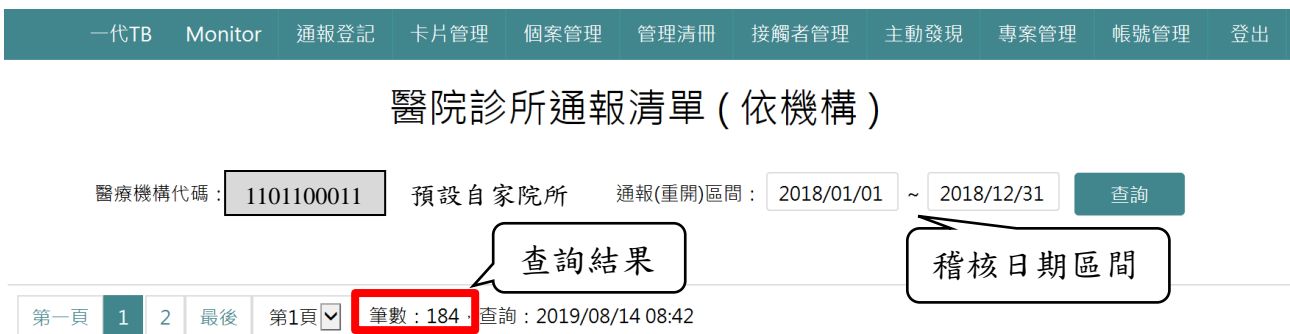 一代TB Monitor 通報登記 卡片管理 個案管理 管理清冊 接觸者管理 主動發現 專案管理 帳號管理 登出
醫院診所通報清單 ( 依機構 )
醫療機構代碼： 1101100011 預設自家院所 通報(重開)區間： 2018/01/01 ~ 2018/12/31 查詢
查詢結果
稽核日期區間
第一頁 1 2 最後 第1頁 筆數：184，查詢：2019/08/14 08:42